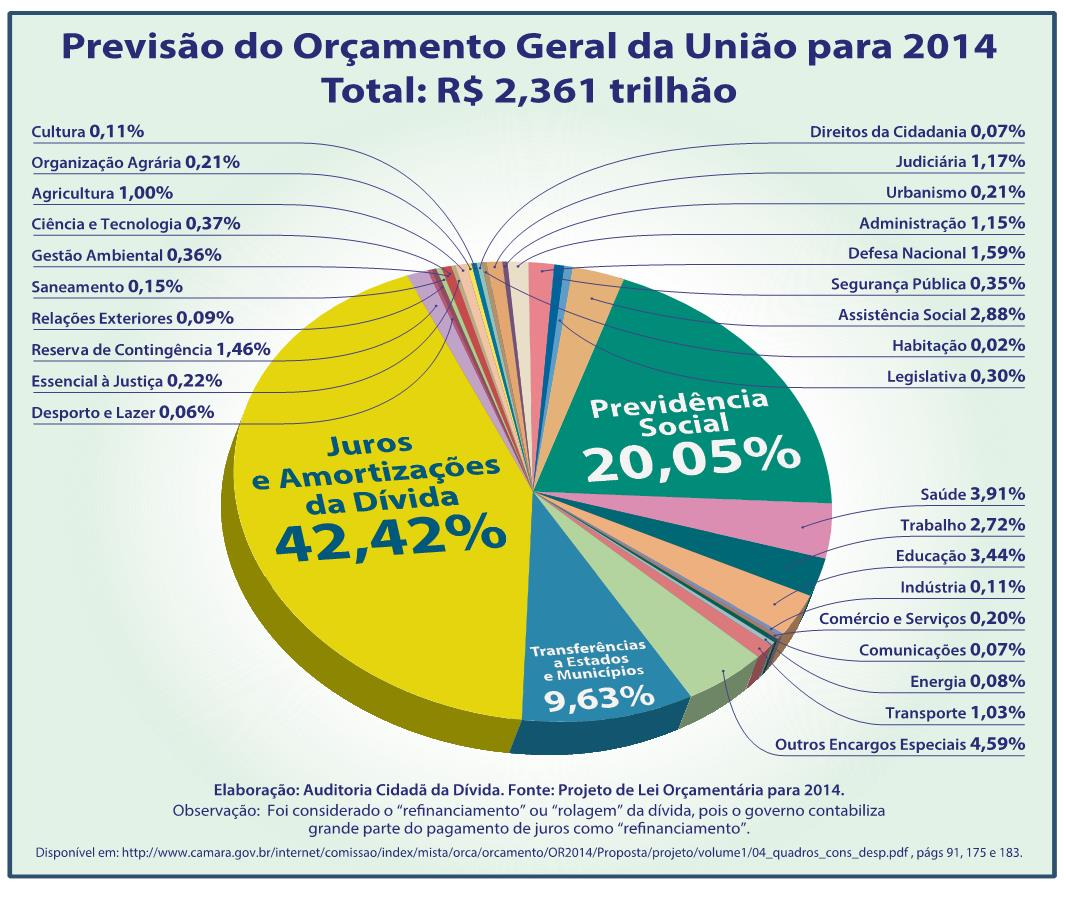 Previsão do Orçamento Geral da União para 2014
Total: R$ 2,361 trilhão
Cultura 0,11%
Organização Agrária 0,21%
Agricultura 1,00%
Ciência e Tecnologia 0,37%
Gestão Ambiental 0,36%
Saneamento 0,15%
Relações Exteriores 0,09%
Reserva de Contingência 1,46%
Essencial à Justiça 0,22%
Desporto e Lazer 0,06%
Direitos da Cidadania 0,07%
Judiciária 1,17%
Urbanismo 0,21%
Administração 1,15%
Defesa Nacional 1,59%
Segurança Pública 0,35%
Assistência Social 2,88%
Habitação 0,02%
Legislativa 0,30%
Previdência
Social
20,05%
Juros
e Amortizações
da Dívida
42,42%
Transferências
a Estados
e Municípios
9,63%
Saúde 3,91%
Trabalho 2,72%
Educação 3,44%
Indústria 0,11%
Comércio e Serviços 0,20%
Comunicações 0,07%
Energia 0,08%
Transporte 1,03%
Outros Encargos Especiais 4,59%
Elaboração: Auditoria Cidadã da Dívida. Fonte: Projeto de Lei Orçamentária para 2014.
Observação: Foi considerado o “refinanciamento” ou “rolagem” da dívida, pois o governo contabiliza
grande parte do pagamento de juros como “refinanciamento”.
Disponível em: http://www.camara.gov.br/internet/comissao/index/mista/orca/orcamento/OR2014/Proposta/projeto/volume1/04_quadros_cons_desp.pdf , págs 91, 175 e 183.